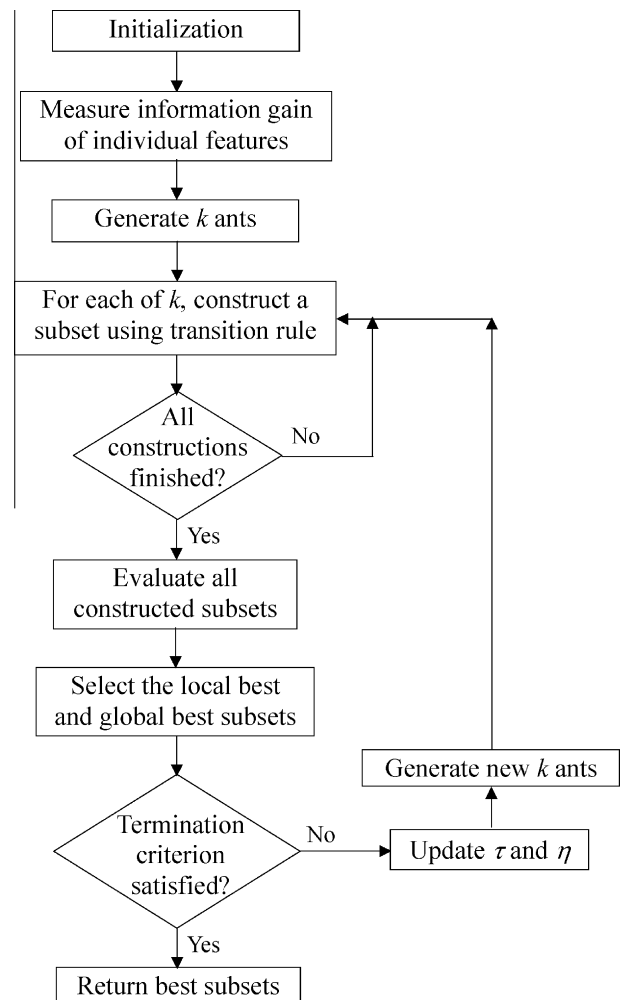 Initialization
Measure information gain
of individual features
Generate k ants
For each of k, construct a
subset using transition rule
All
constructions
finished?
No
Yes
Evaluate all
constructed subsets
Select the local best
and global best subsets
Termination
criterion
satisfied?
No
Update τ and η
Generate new k ants
Yes
Return best subsets